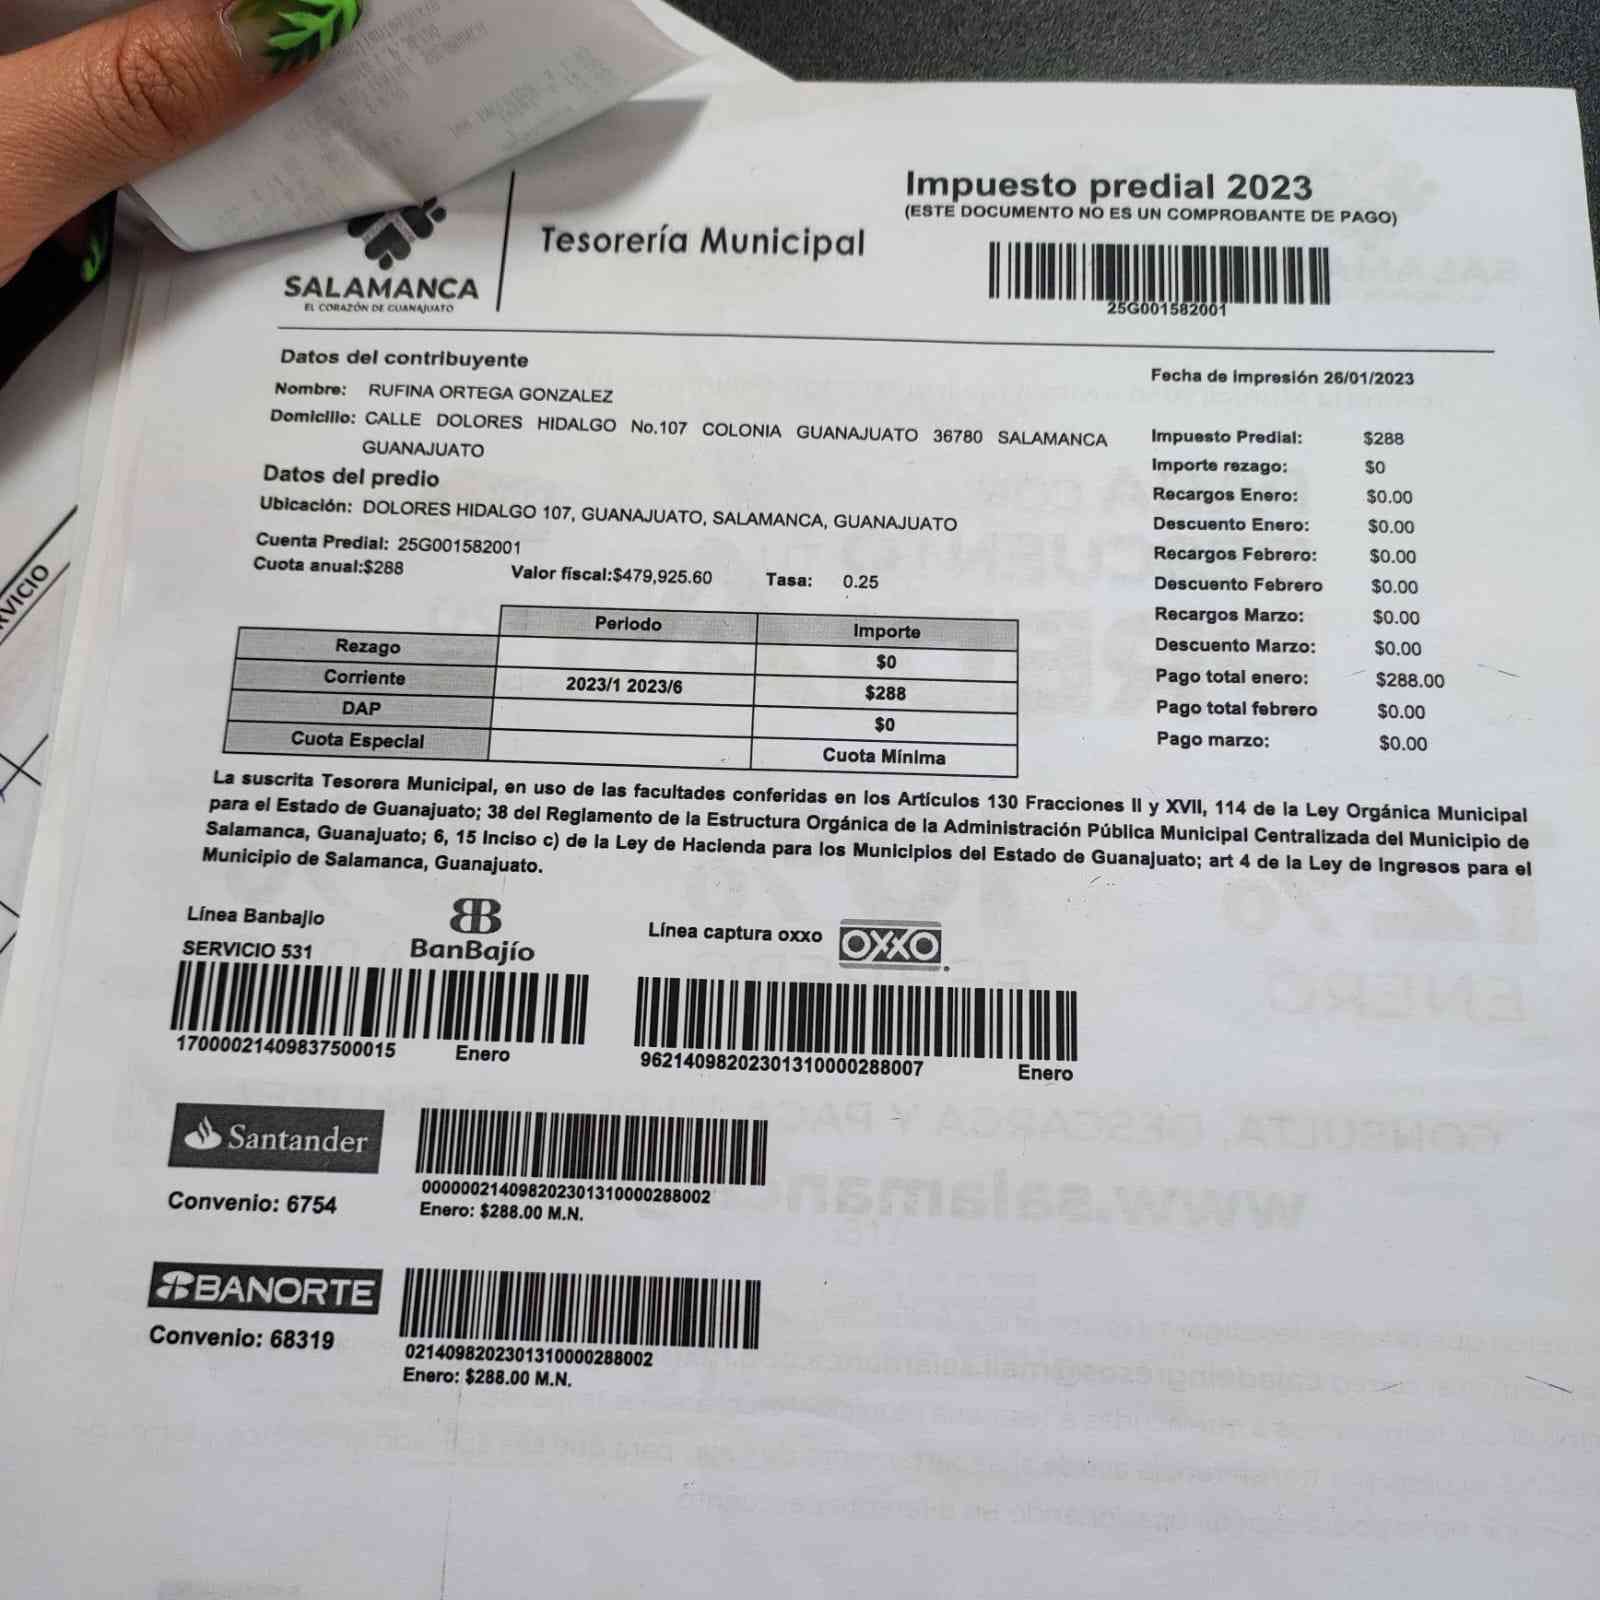 RVICIO
SALAMANCA
EL CORAZÓN DE GUANAJUATO
Tesorería Municipal
Impuesto predial 2023
(ESTE DOCUMENTO NO ES UN COMPROBANTE DE PAGO)
25G001582001
Datos del contribuyente
Nombre: RUFINA ORTEGA GONZALEZ
Domicilio: CALLE DOLORES HIDALGO No.107 COLONIA GUANAJUATO 36780 SALAMANCA
GUANAJUATO
Datos del predio
Ubicación: DOLORES HIDALGO 107, GUANAJUATO, SALAMANCA, GUANAJUATO
Cuenta Predial: 25G001582001
Cuota anual:$288 Valor fiscal:$479,925.60 Tasa: 0.25
Fecha de impresión 26/01/2023
Impuesto Predial: $288
Importe rezago: $0
Recargos Enero: $0.00
Descuento Enero: $0.00
Recargos Febrero: $0.00
Descuento Febrero $0.00
Recargos Marzo: $0.00
Descuento Marzo: $0.00
Pago total enero: $288.00
Pago total febrero $0.00
Pago marzo: $0.00
Periodo Importe
Rezago $0
Corriente 2023/1 2023/6 $288
DAP $0
Cuota Especial Cuota Mínima
La suscrita Tesorera Municipal, en uso de las facultades conferidas en los Artículos 130 Fracciones II y XVII, 114 de la Ley Orgánica Municipal
para el Estado de Guanajuato; 38 del Reglamento de la Estructura Orgánica de la Administración Pública Municipal Centralizada del Municipio de
Salamanca, Guanajuato; 6, 15 Inciso c) de la Ley de Hacienda para los Municipios del Estado de Guanajuato; art 4 de la Ley de Ingresos para el
Municipio de Salamanca, Guanajuato.
Línea Banbajío
SERVICIO 531
BanBajío
17000021409837500015 Enero
Línea captura oxxo OXXO
96214098202301310000288007 Enero
Santander
Convenio: 6754
000000214098202301310000288002
Enero: $288.00 M.N.
BANORTE
Convenio: 68319
0214098202301310000288002
Enero: $288.00 M.N.